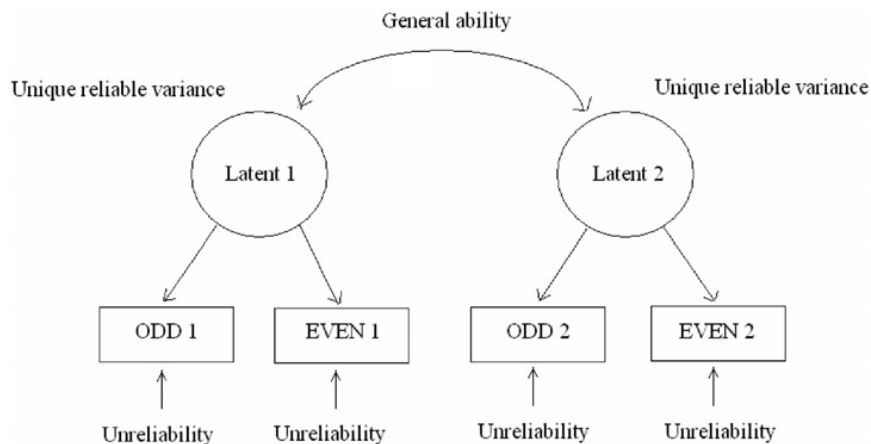 General ability
Unique reliable variance
Unique reliable variance
Latent 1
Latent 2
ODD 1
EVEN 1
ODD 2
EVEN 2
Unreliability
Unreliability
Unreliability
Unreliability